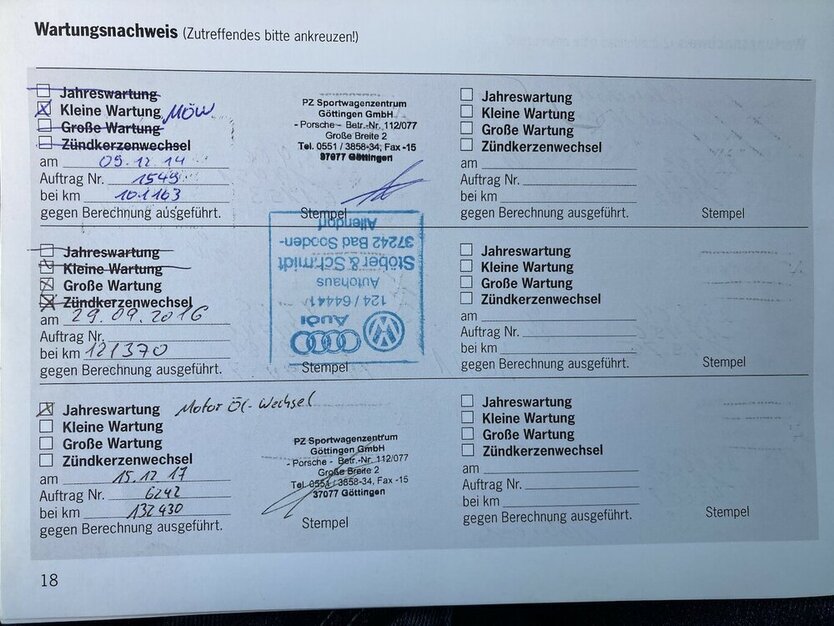 Wartungsnachweis (Zutreffendes bitte ankreuzen!)
Jahreswartung
Kleine Wartung MÖW
Große Wartung
Zündkerzenwechsel
am 05.12.14
Auftrag Nr. 1549
bei km 101163
gegen Berechnung ausgeführt.
PZ Sportwagenzentrum
Göttingen GmbH
- Porsche - Betr.-Nr. 112/077
Große Breite 2
Tel. 0551 / 3858-34, Fax -15
37077 Göttingen
Stempel
Jahreswartung
Kleine Wartung
Große Wartung
Zündkerzenwechsel
am 29.09.2016
Auftrag Nr.
bei km 121370
gegen Berechnung ausgeführt.
Audi
124 / 64441
Autohaus
Stöber & Schmidt
37242 Bad Sooden-
Allendorf
Stempel
Jahreswartung Motor Öl-Wechsel
Kleine Wartung
Große Wartung
Zündkerzenwechsel
am 15.12.17
Auftrag Nr. 6242
bei km 132430
gegen Berechnung ausgeführt.
PZ Sportwagenzentrum
Göttingen GmbH
- Porsche - Betr.-Nr. 112/077
Große Breite 2
Tel. 0551 / 3858-34, Fax -15
37077 Göttingen
Stempel
Jahreswartung
Kleine Wartung
Große Wartung
Zündkerzenwechsel
am
Auftrag Nr.
bei km
gegen Berechnung ausgeführt.
Stempel
Jahreswartung
Kleine Wartung
Große Wartung
Zündkerzenwechsel
am
Auftrag Nr.
bei km
gegen Berechnung ausgeführt.
Stempel
Jahreswartung
Kleine Wartung
Große Wartung
Zündkerzenwechsel
am
Auftrag Nr.
bei km
gegen Berechnung ausgeführt.
Stempel
18